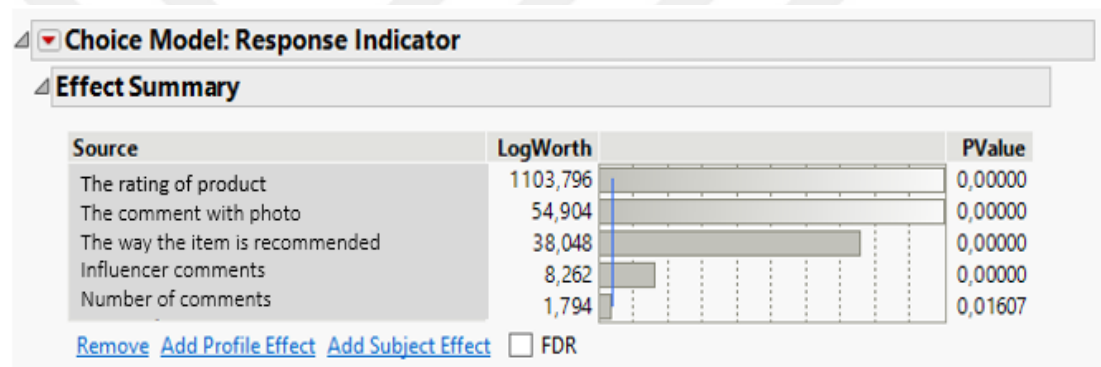 Choice Model: Response Indicator
Effect Summary
Source LogWorth PValue
The rating of product 1103,796 0,00000
The comment with photo 54,904 0,00000
The way the item is recommended 38,048 0,00000
Influencer comments 8,262 0,00000
Number of comments 1,794 0,01607
Remove Add Profile Effect Add Subject Effect FDR